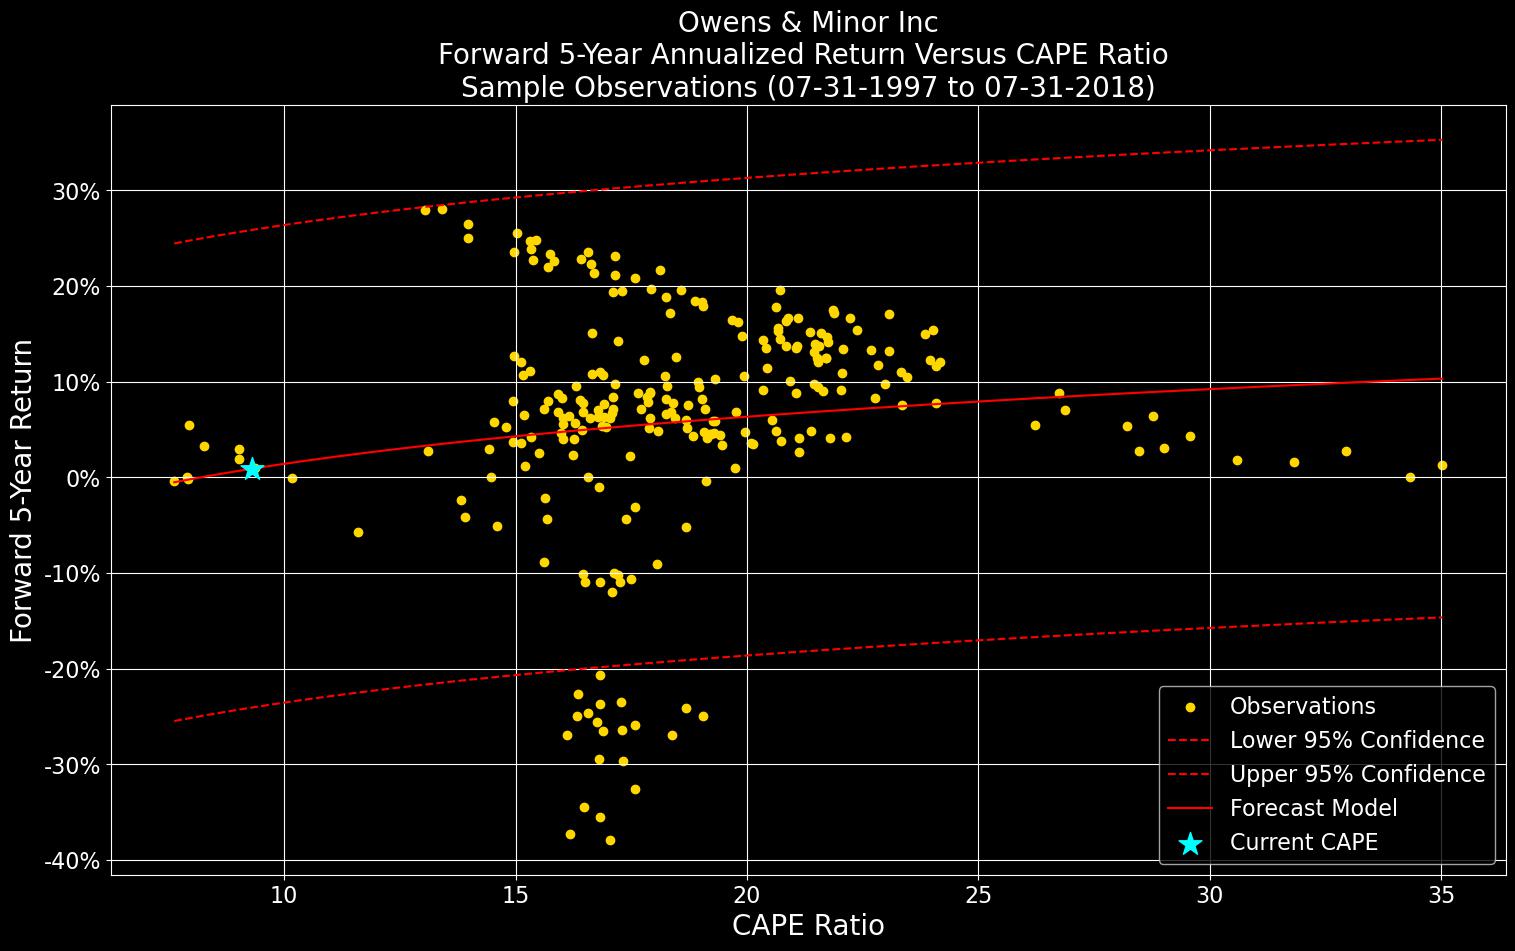 Owens & Minor Inc
Forward 5-Year Annualized Return Versus CAPE Ratio
Sample Observations (07-31-1997 to 07-31-2018)
Forward 5-Year Return
30%
20%
10%
0%
-10%
-20%
-30%
-40%
10
15
20
25
30
35
CAPE Ratio
Observations
Lower 95% Confidence
Upper 95% Confidence
Forecast Model
Current CAPE